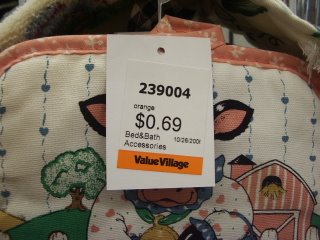 239004
orange
$0.69
Bed&Bath
Accessories
Value Village